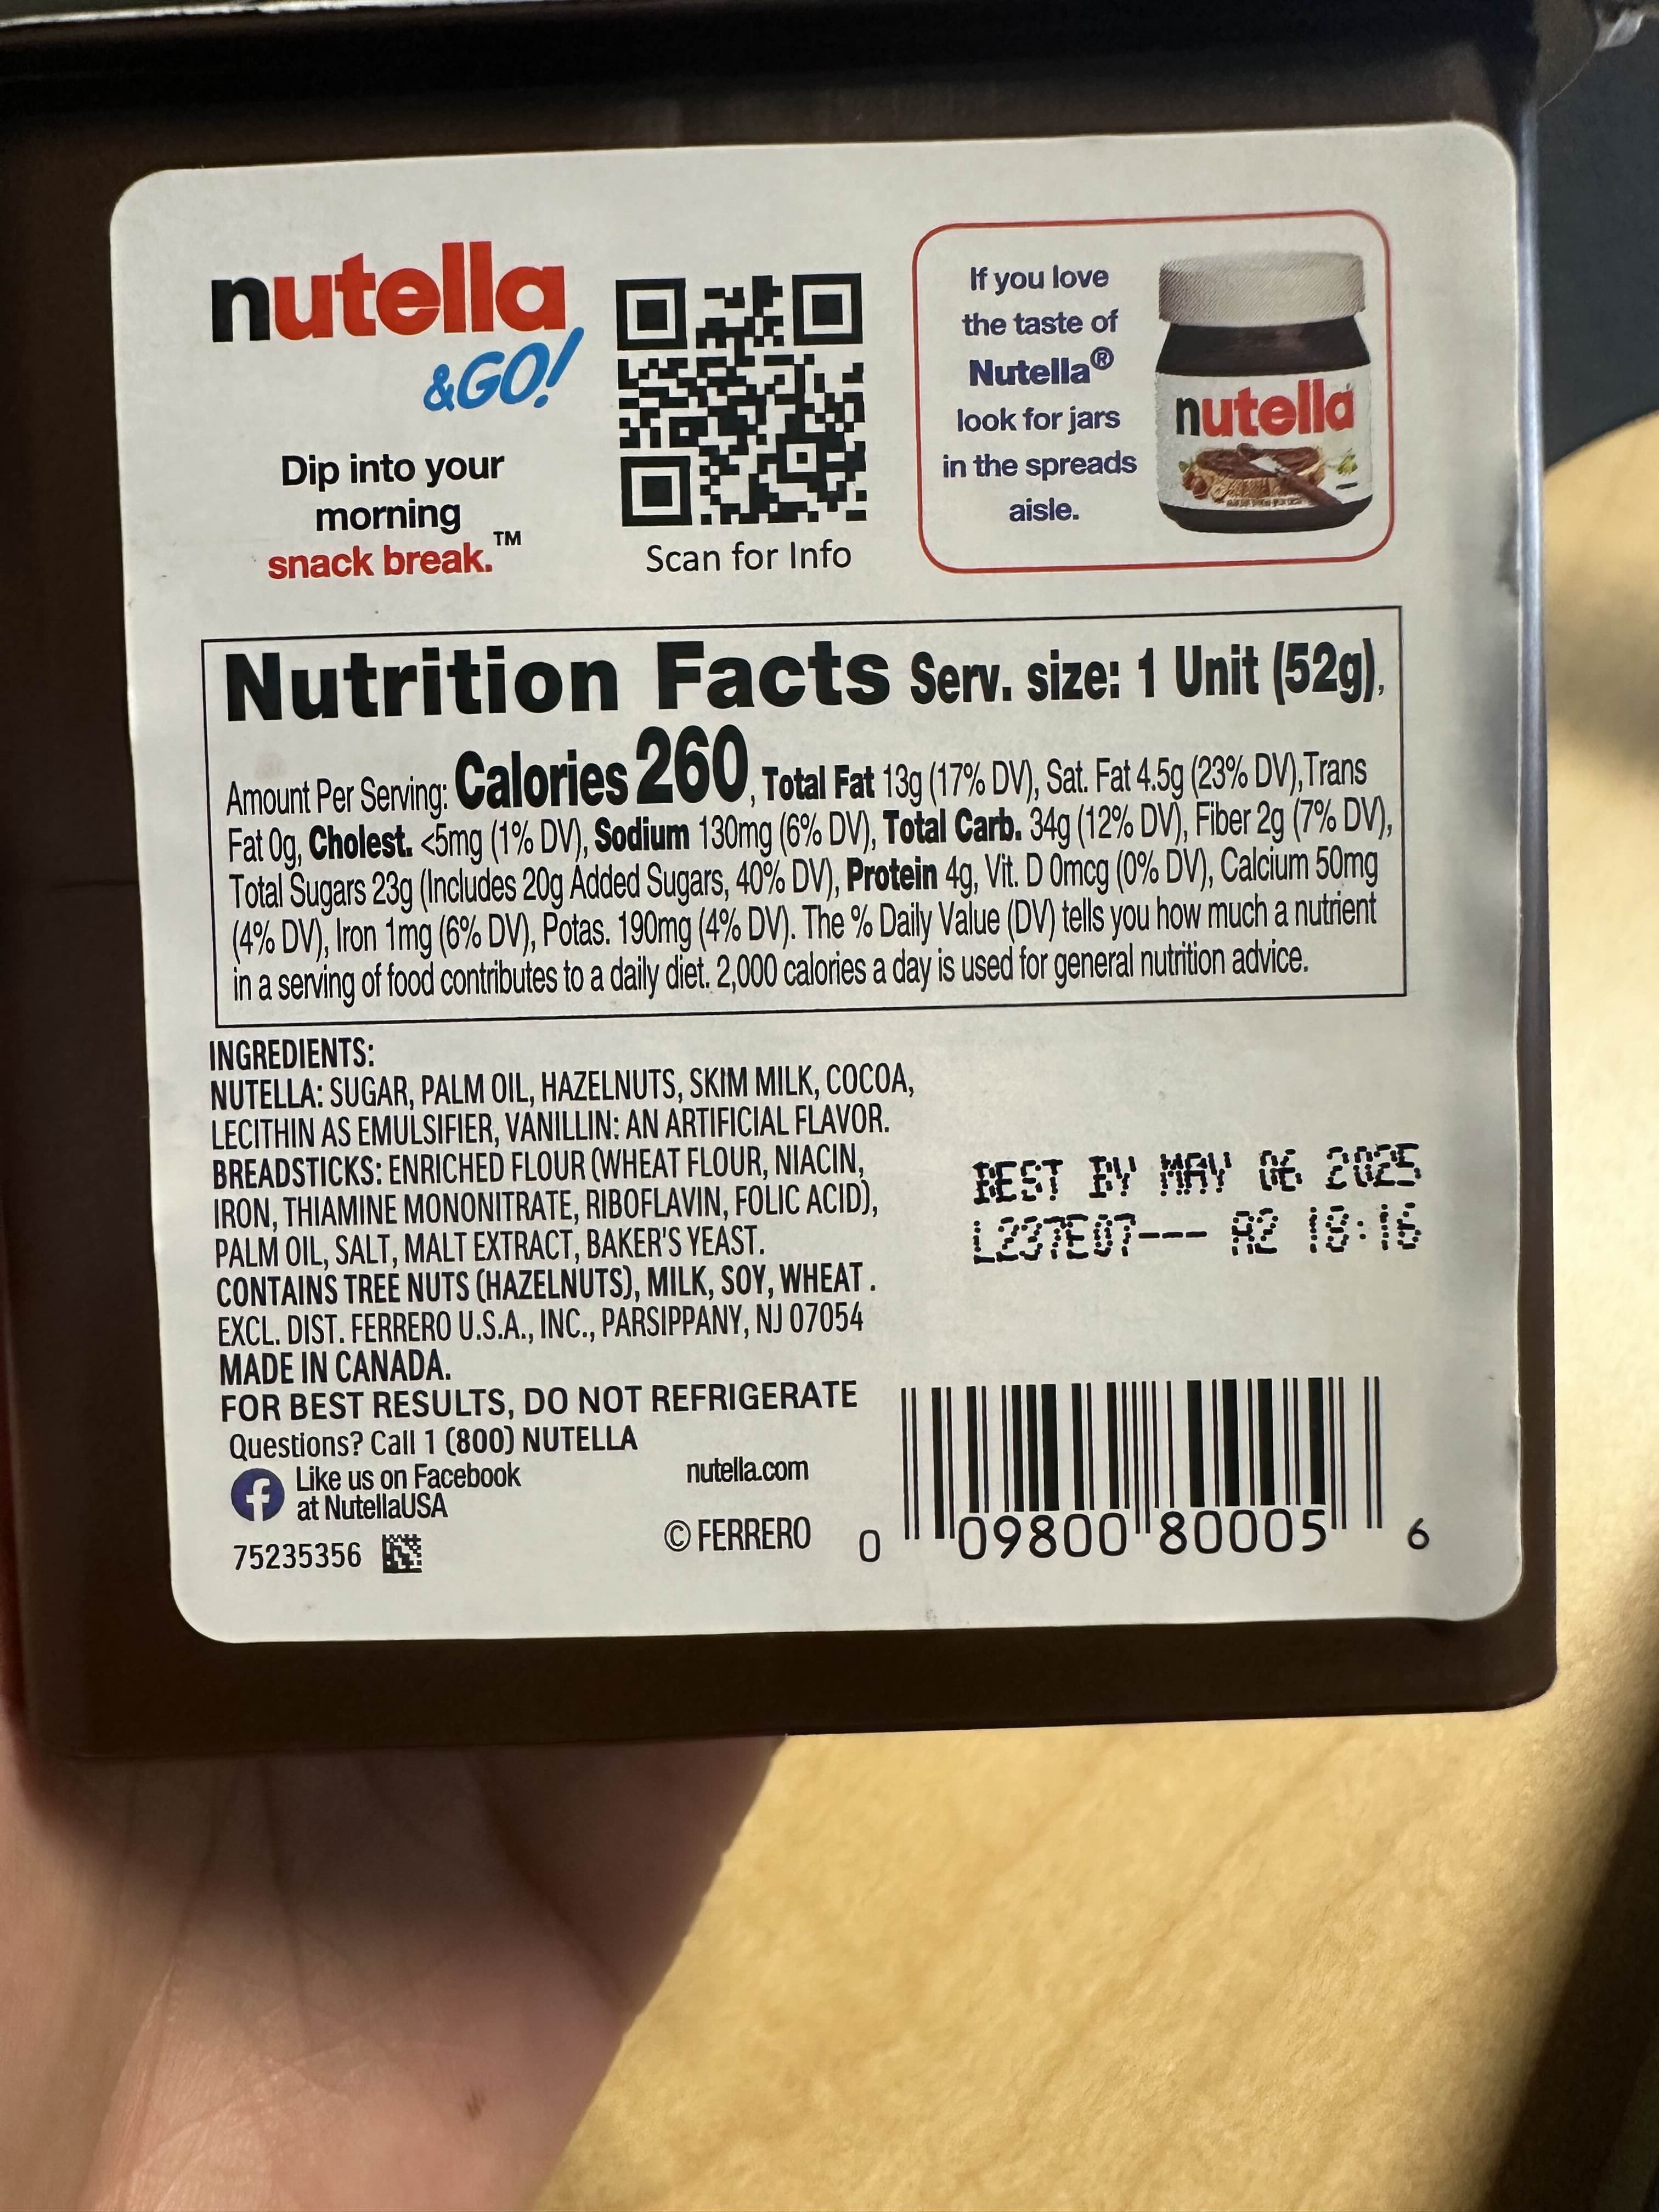 nutella
&GO!
Dip into your
morning
snack break.™
Scan for Info
If you love
the taste of
Nutella®
look for jars
in the spreads
aisle.
nutella
Nutrition Facts Serv. size: 1 Unit (52g),
Amount Per Serving: Calories 260, Total Fat 13g (17% DV), Sat. Fat 4.5g (23% DV),Trans
Fat 0g, Cholest. <5mg (1% DV), Sodium 130mg (6% DV), Total Carb. 34g (12% DV), Fiber 2g (7% DV),
Total Sugars 23g (Includes 20g Added Sugars, 40% DV), Protein 4g, Vit. D 0mcg (0% DV), Calcium 50mg
(4% DV), Iron 1mg (6% DV), Potas. 190mg (4% DV). The % Daily Value (DV) tells you how much a nutrient
in a serving of food contributes to a daily diet. 2,000 calories a day is used for general nutrition advice.
INGREDIENTS:
NUTELLA: SUGAR, PALM OIL, HAZELNUTS, SKIM MILK, COCOA,
LECITHIN AS EMULSIFIER, VANILLIN: AN ARTIFICIAL FLAVOR.
BREADSTICKS: ENRICHED FLOUR (WHEAT FLOUR, NIACIN,
IRON, THIAMINE MONONITRATE, RIBOFLAVIN, FOLIC ACID),
PALM OIL, SALT, MALT EXTRACT, BAKER'S YEAST.
CONTAINS TREE NUTS (HAZELNUTS), MILK, SOY, WHEAT .
EXCL. DIST. FERRERO U.S.A., INC., PARSIPPANY, NJ 07054
MADE IN CANADA.
FOR BEST RESULTS, DO NOT REFRIGERATE
Questions? Call 1 (800) NUTELLA
Like us on Facebook
at NutellaUSA
nutella.com
75235356
© FERRERO
BEST BY MAY 06 2025
L237E07--- A2 18:16
0 09800 80005 6